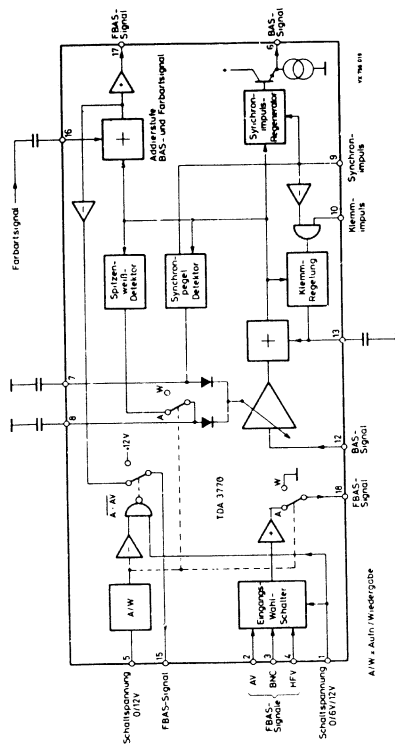 FBAS-
Signal
17
BAS-
Signal
6
16
Farbartsignal
Addierstufe
BAS- und Farbartsignal
Synchron-
impuls-
Regenerator
9
Synchron-
impuls
10
Klemm-
impuls
Spitzen-
weiß-
Detektor
Synchron-
pegel-
Detektor
Klemm-
Regelung
13
7
8
W
A
12
BAS-
Signal
+12V
A · AV
TDA 3770
W
A
18
FBAS-
Signal
A/W
Eingangs-
Wahl-
Schalter
5
Schaltspannung
0/12V
15
FBAS-Signal
AV
2
BNC
3
HFV
4
FBAS-
Signale
1
Schaltspannung
0/6V/12V
A/W = Aufn./Wiedergabe